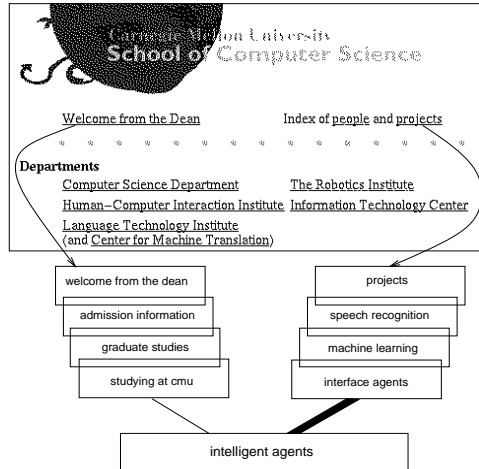 Carnegie Mellon University
School of Computer Science
Welcome from the Dean Index of people and projects
Departments
Computer Science Department The Robotics Institute
Human-Computer Interaction Institute Information Technology Center
Language Technology Institute
(and Center for Machine Translation)
welcome from the dean projects
admission information speech recognition
graduate studies machine learning
studying at cmu interface agents
intelligent agents